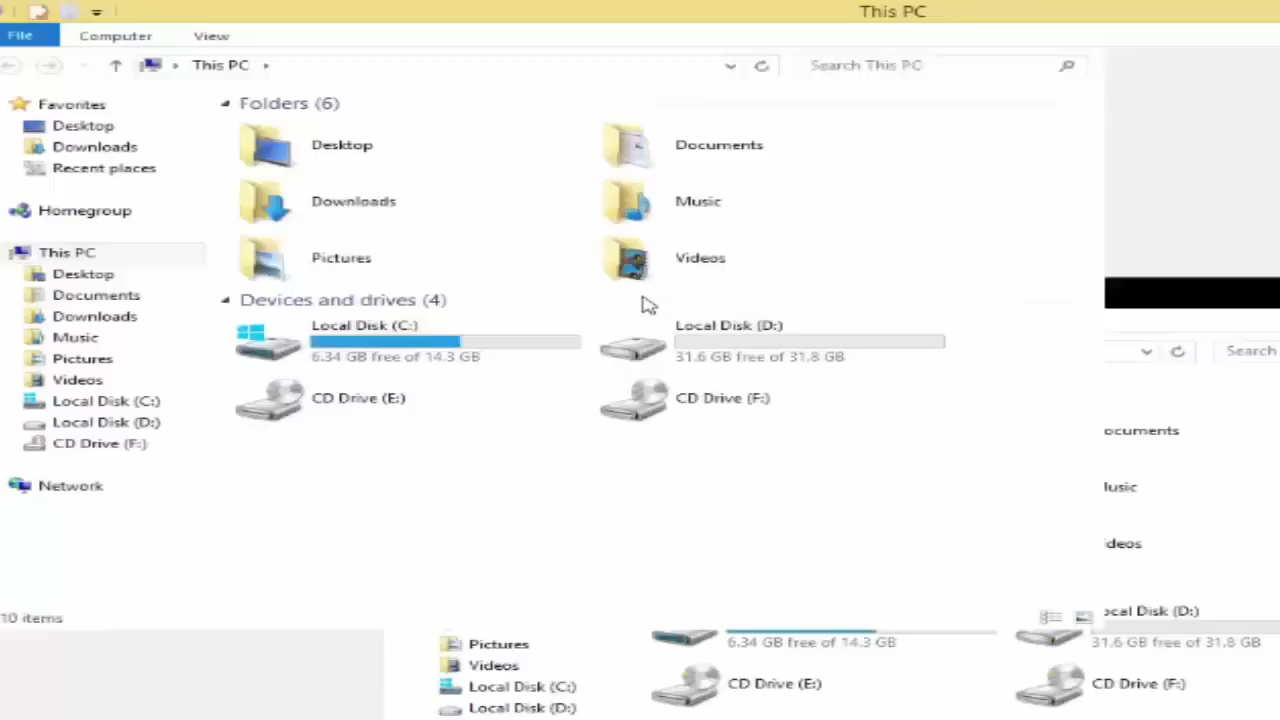 This PC
File Computer View
This PC
Search This PC
Favorites
Desktop
Downloads
Recent places
Homegroup
This PC
Desktop
Documents
Downloads
Music
Pictures
Videos
Local Disk (C:)
Local Disk (D:)
CD Drive (F:)
Network
Folders (6)
Desktop
Documents
Downloads
Music
Pictures
Videos
Devices and drives (4)
Local Disk (C:)
6.34 GB free of 14.3 GB
Local Disk (D:)
31.6 GB free of 31.8 GB
CD Drive (E:)
CD Drive (F:)
10 items
Search
ocuments
lusic
ideos
ocal Disk (D:)
31.6 GB free of 31.8 GB
6.34 GB free of 14.3 GB
CD Drive (E:)
CD Drive (F:)
Pictures
Videos
Local Disk (C:)
Local Disk (D:)